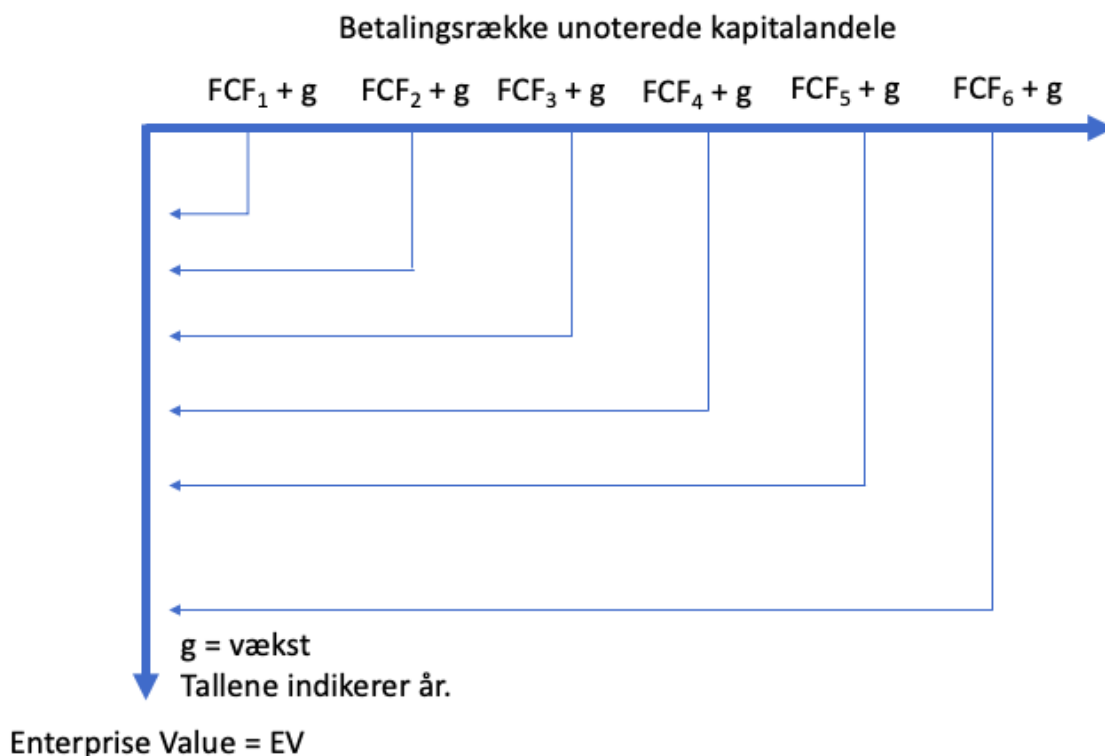 Betalingsrække unoterede kapitalandele
FCF₁ + g FCF₂ + g FCF₃ + g FCF₄ + g FCF₅ + g FCF₆ + g
g = vækst
Tallene indikerer år.
Enterprise Value = EV